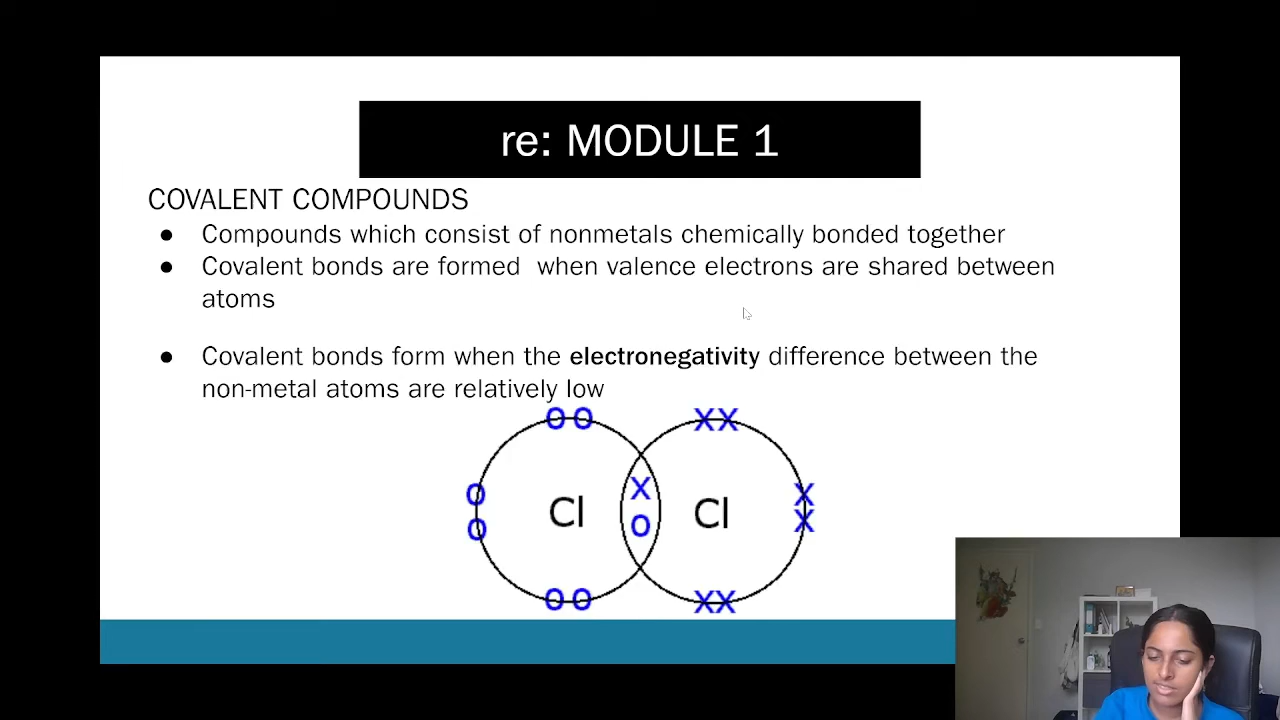 re: MODULE 1
COVALENT COMPOUNDS
● Compounds which consist of nonmetals chemically bonded together
● Covalent bonds are formed  when valence electrons are shared between
atoms
● Covalent bonds form when the electronegativity difference between the
non-metal atoms are relatively low
OO XX
X
O Cl O Cl X
O X
OO XX